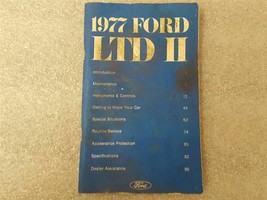 1977 FORD
LTD II
Introduction
Maintenance
Instruments & Controls
Getting to Know Your Car
Special Situations
Routine Service
Appearance Protection
Specifications
Dealer Assistance
Ford